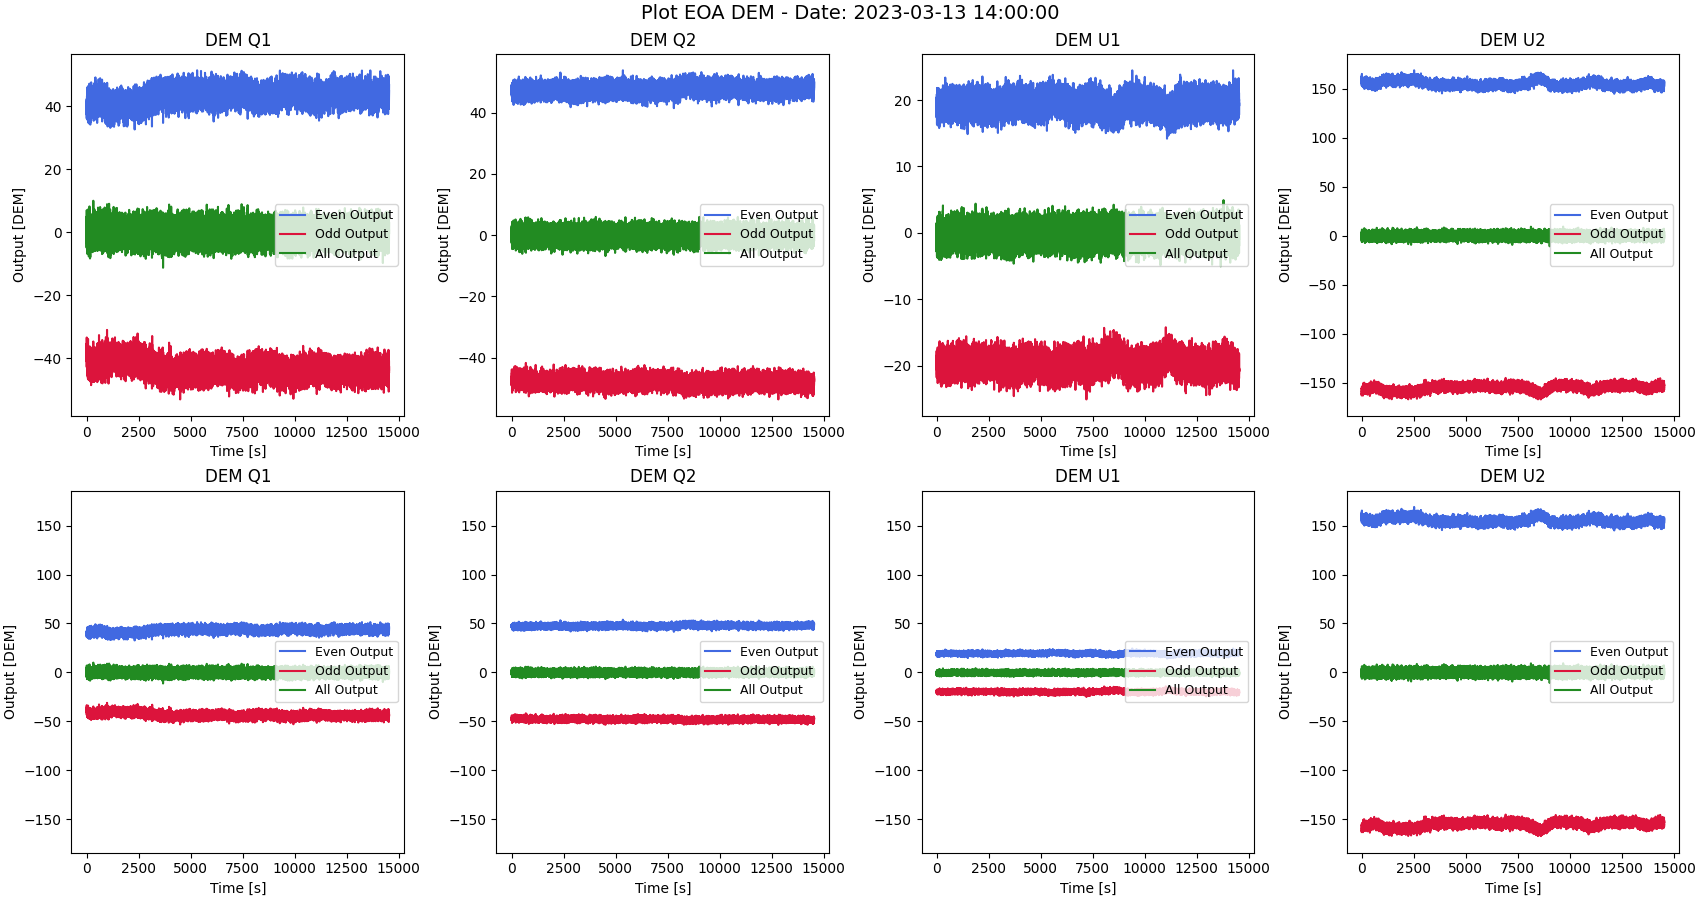 Plot EOA DEM - Date: 2023-03-13 14:00:00
DEM Q1
Output [DEM]
40
20
0
−20
−40
Even Output
Odd Output
All Output
0 2500 5000 7500 10000 12500 15000
Time [s]
DEM Q2
Output [DEM]
40
20
0
−20
−40
Even Output
Odd Output
All Output
0 2500 5000 7500 10000 12500 15000
Time [s]
DEM U1
Output [DEM]
20
10
0
−10
−20
Even Output
Odd Output
All Output
0 2500 5000 7500 10000 12500 15000
Time [s]
DEM U2
Output [DEM]
150
100
50
0
−50
−100
−150
Even Output
Odd Output
All Output
0 2500 5000 7500 10000 12500 15000
Time [s]
DEM Q1
Output [DEM]
150
100
50
0
−50
−100
−150
Even Output
Odd Output
All Output
0 2500 5000 7500 10000 12500 15000
Time [s]
DEM Q2
Output [DEM]
150
100
50
0
−50
−100
−150
Even Output
Odd Output
All Output
0 2500 5000 7500 10000 12500 15000
Time [s]
DEM U1
Output [DEM]
150
100
50
0
−50
−100
−150
Even Output
Odd Output
All Output
0 2500 5000 7500 10000 12500 15000
Time [s]
DEM U2
Output [DEM]
150
100
50
0
−50
−100
−150
Even Output
Odd Output
All Output
0 2500 5000 7500 10000 12500 15000
Time [s]